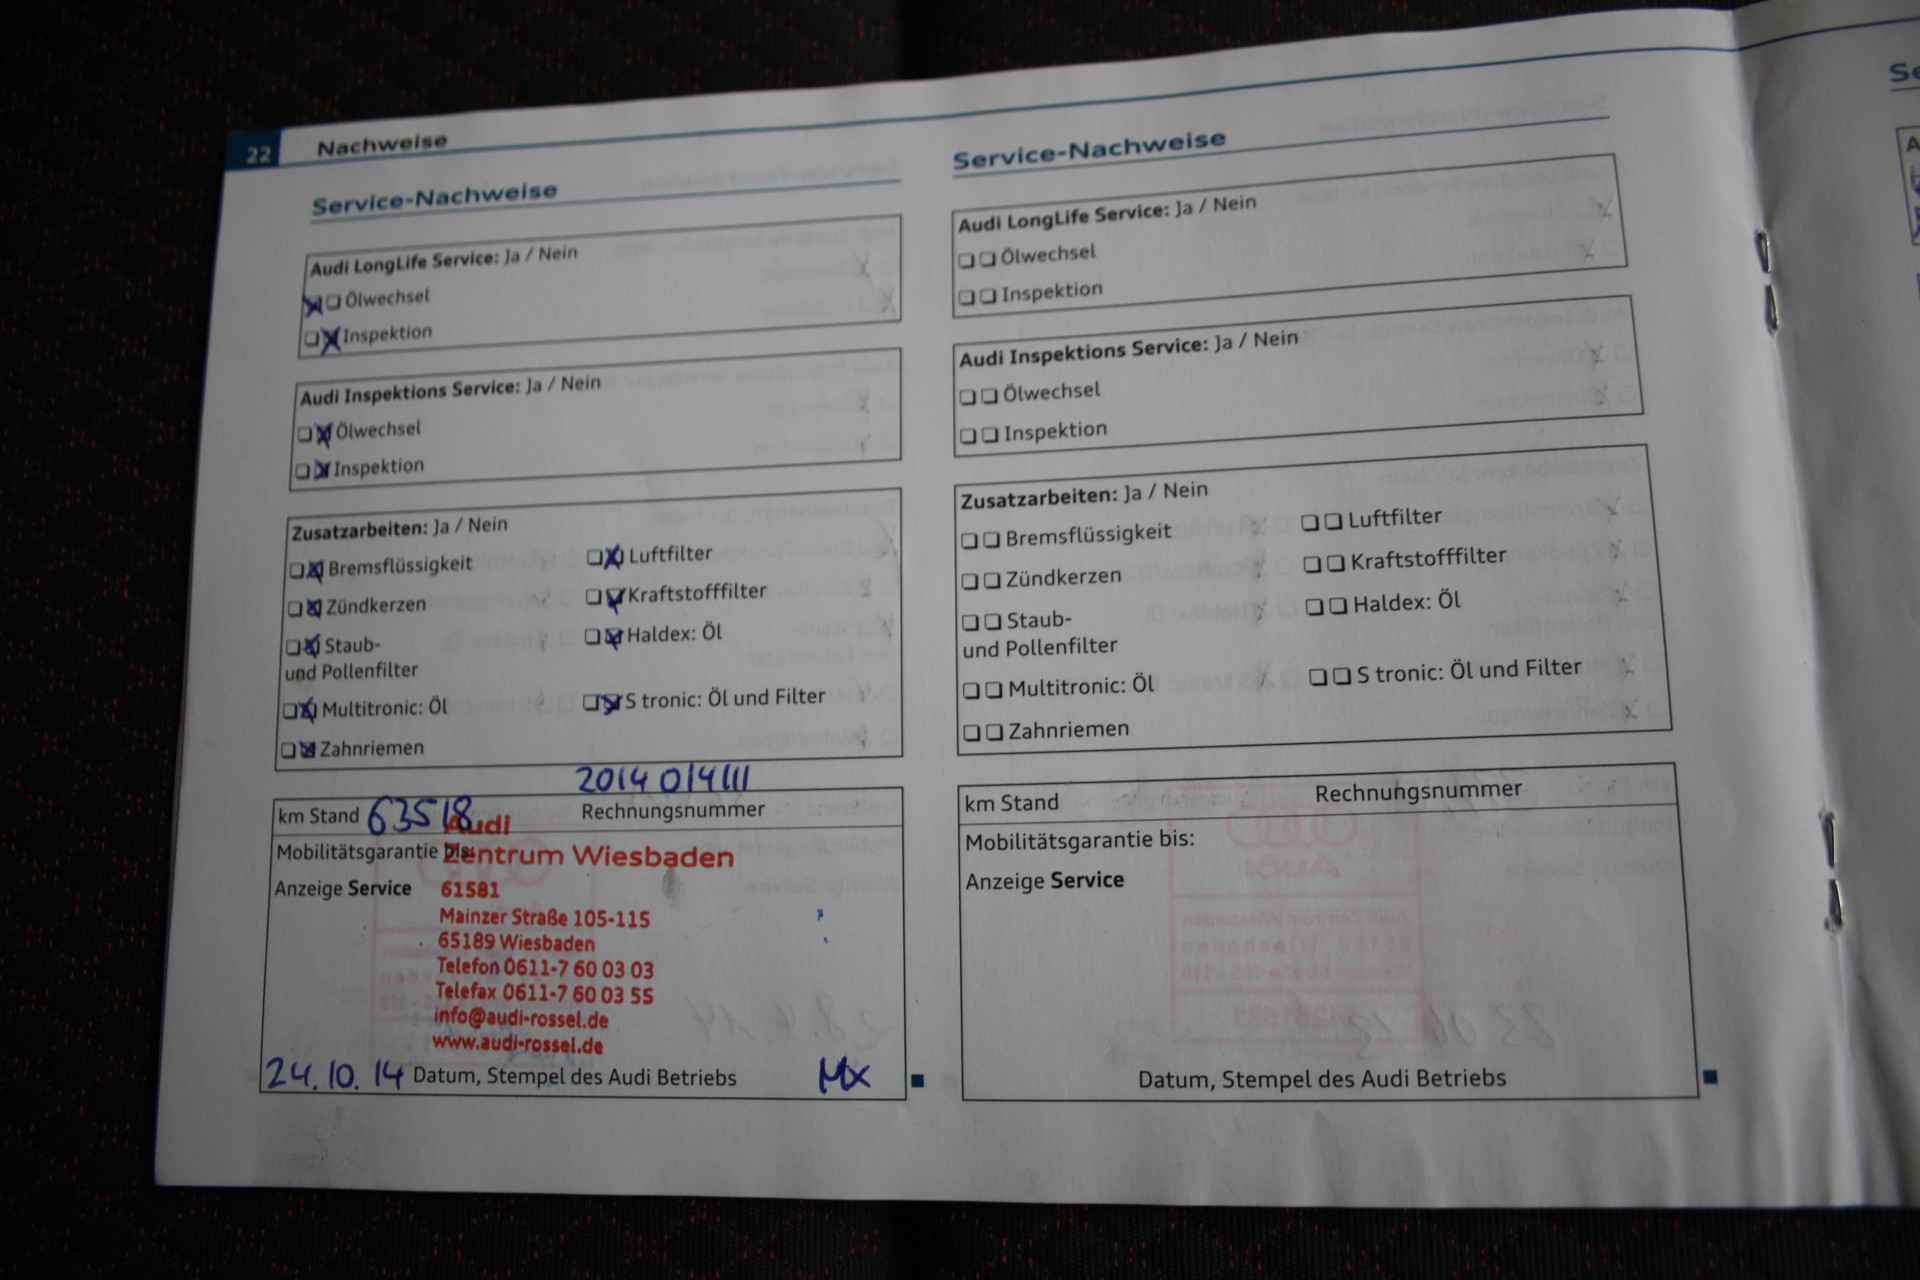 22 Nachweise
Service-Nachweise
Audi LongLife Service: Ja / Nein
Ölwechsel
Inspektion
Audi Inspektions Service: Ja / Nein
Ölwechsel
Inspektion
Zusatzarbeiten: Ja / Nein
Bremsflüssigkeit
Zündkerzen
Staub-
und Pollenfilter
Multitronic: Öl
Zahnriemen
Luftfilter
Kraftstofffilter
Haldex: Öl
S tronic: Öl und Filter
km Stand 63518
Rechnungsnummer
Mobilitätsgarantie bis:
Anzeige Service
Audi
Zentrum Wiesbaden
61581
Mainzer Straße 105-115
65189 Wiesbaden
Telefon 0611-7 60 03 03
Telefax 0611-7 60 03 55
info@audi-rossel.de
www.audi-rossel.de
24.10.14 Datum, Stempel des Audi Betriebs
Service-Nachweise
Audi LongLife Service: Ja / Nein
Ölwechsel
Inspektion
Audi Inspektions Service: Ja / Nein
Ölwechsel
Inspektion
Zusatzarbeiten: Ja / Nein
Bremsflüssigkeit
Zündkerzen
Staub-
und Pollenfilter
Multitronic: Öl
Zahnriemen
Luftfilter
Kraftstofffilter
Haldex: Öl
S tronic: Öl und Filter
km Stand
Rechnungsnummer
Mobilitätsgarantie bis:
Anzeige Service
Datum, Stempel des Audi Betriebs